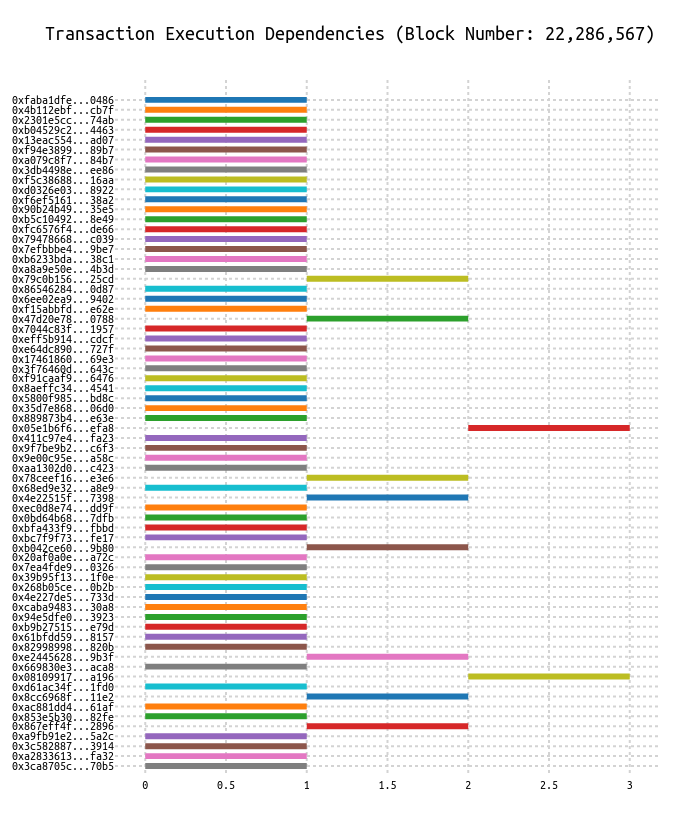 Transaction Execution Dependencies (Block Number: 22,286,567)
0xfaba1dfe...0486
0x4b112ebf...cb7f
0x2301e5cc...74ab
0xb04529c2...4463
0x13eac554...ad07
0xf94e3899...89b7
0xa079c8f7...84b7
0x3db4498e...ee86
0xf5c38688...16aa
0xd0326e03...8922
0xf6ef5161...38a2
0x90b24b49...35e5
0xb5c10492...8e49
0xfc6576f4...de66
0x79478668...c039
0x7efbbbe4...9be7
0xb6233bda...38c1
0xa8a9e50e...4b3d
0x79c0b156...25cd
0x86546284...0d87
0x6ee02ea9...9402
0xf15abbfd...e62e
0x47d20e78...0788
0x7044c83f...1957
0xeff5b914...cdcf
0xe64dc890...727f
0x17461860...69e3
0x3f76460d...643c
0xf91caaf9...6476
0x8aeffc34...4541
0x5800f985...bd8c
0x35d7e868...06d0
0x889873b4...e63e
0x05e1b6f6...efa8
0x411c97e4...fa23
0x9f7be9b2...c6f3
0x9e00c95e...a58c
0xaa1302d0...c423
0x78ceef16...e3e6
0x68ed9e32...a8e9
0x4e22515f...7398
0xec0d8e74...dd9f
0x0bd64b68...7dfb
0xbfa433f9...fbbd
0xbc7f9f73...fe17
0xb042ce60...9b80
0x20af0a0e...a72c
0x7ea4fde9...0326
0x39b95f13...1f0e
0x268b05ce...0b2b
0x4e227de5...733d
0xcaba9483...30a8
0x94e5dfe0...3923
0xb9b27515...e79d
0x61bfdd59...8157
0x82998998...820b
0xe2445628...9b3f
0x669830e3...aca8
0x08109917...a196
0xd61ac34f...1fd0
0x8cc6968f...11e2
0xac881dd4...61af
0x853e5b30...82fe
0x867eff4f...2896
0xa9fb91e2...5a2c
0x3c582887...3914
0xa2833613...fa32
0x3ca8705c...70b5
0 0.5 1 1.5 2 2.5 3